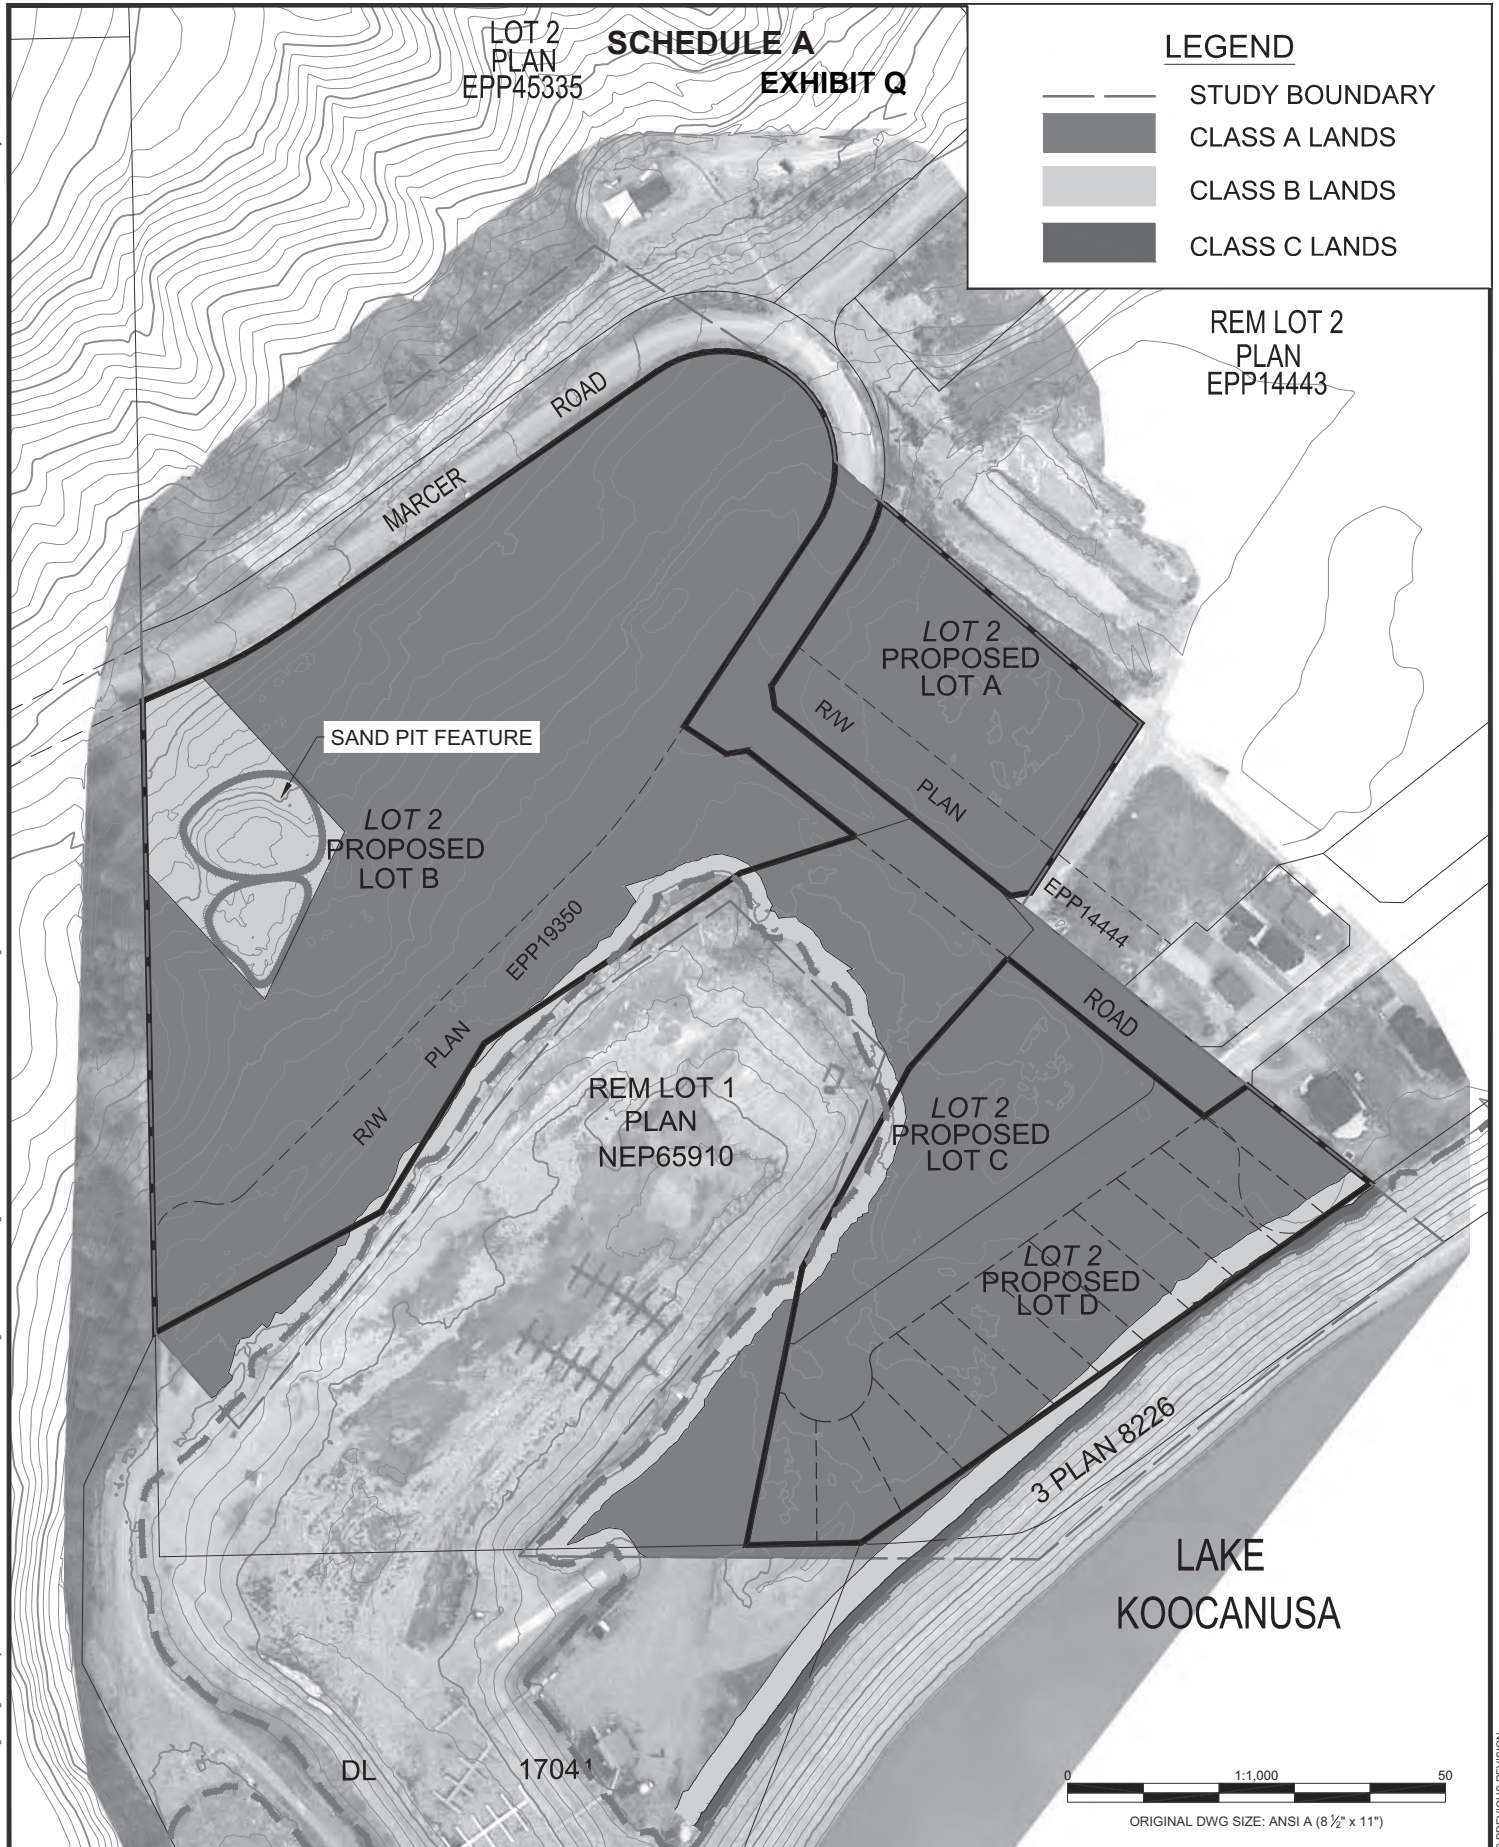 LOT 2
PLAN
EPP45335
SCHEDULE A
EXHIBIT Q
LEGEND
STUDY BOUNDARY
CLASS A LANDS
CLASS B LANDS
CLASS C LANDS
REM LOT 2
PLAN
EPP14443
MARCER ROAD
LOT 2
PROPOSED
LOT A
R/W PLAN EPP14444
SAND PIT FEATURE
LOT 2
PROPOSED
LOT B
R/W PLAN EPP19350
ROAD
REM LOT 1
PLAN
NEP65910
LOT 2
PROPOSED
LOT C
LOT 2
PROPOSED
LOT D
3 PLAN 8226
LAKE
KOOCANUSA
DL 17041
0 1:1,000 50
ORIGINAL DWG SIZE: ANSI A (8 ½" x 11")